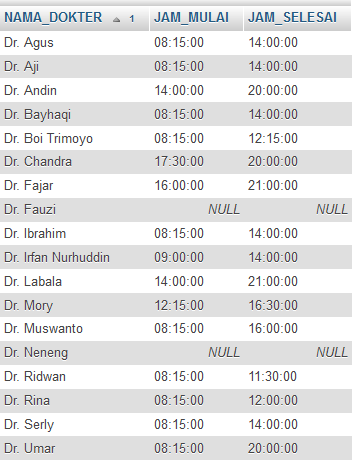 NAMA_DOKTER 1 JAM_MULAI JAM_SELESAI
Dr. Agus 08:15:00 14:00:00
Dr. Aji 08:15:00 14:00:00
Dr. Andin 14:00:00 20:00:00
Dr. Bayhaqi 08:15:00 14:00:00
Dr. Boi Trimoyo 08:15:00 12:15:00
Dr. Chandra 17:30:00 20:00:00
Dr. Fajar 16:00:00 21:00:00
Dr. Fauzi NULL NULL
Dr. Ibrahim 08:15:00 14:00:00
Dr. Irfan Nurhuddin 09:00:00 14:00:00
Dr. Labala 14:00:00 21:00:00
Dr. Mory 12:15:00 16:30:00
Dr. Muswanto 08:15:00 16:00:00
Dr. Neneng NULL NULL
Dr. Ridwan 08:15:00 11:30:00
Dr. Rina 08:15:00 12:00:00
Dr. Serly 08:15:00 14:00:00
Dr. Umar 08:15:00 20:00:00